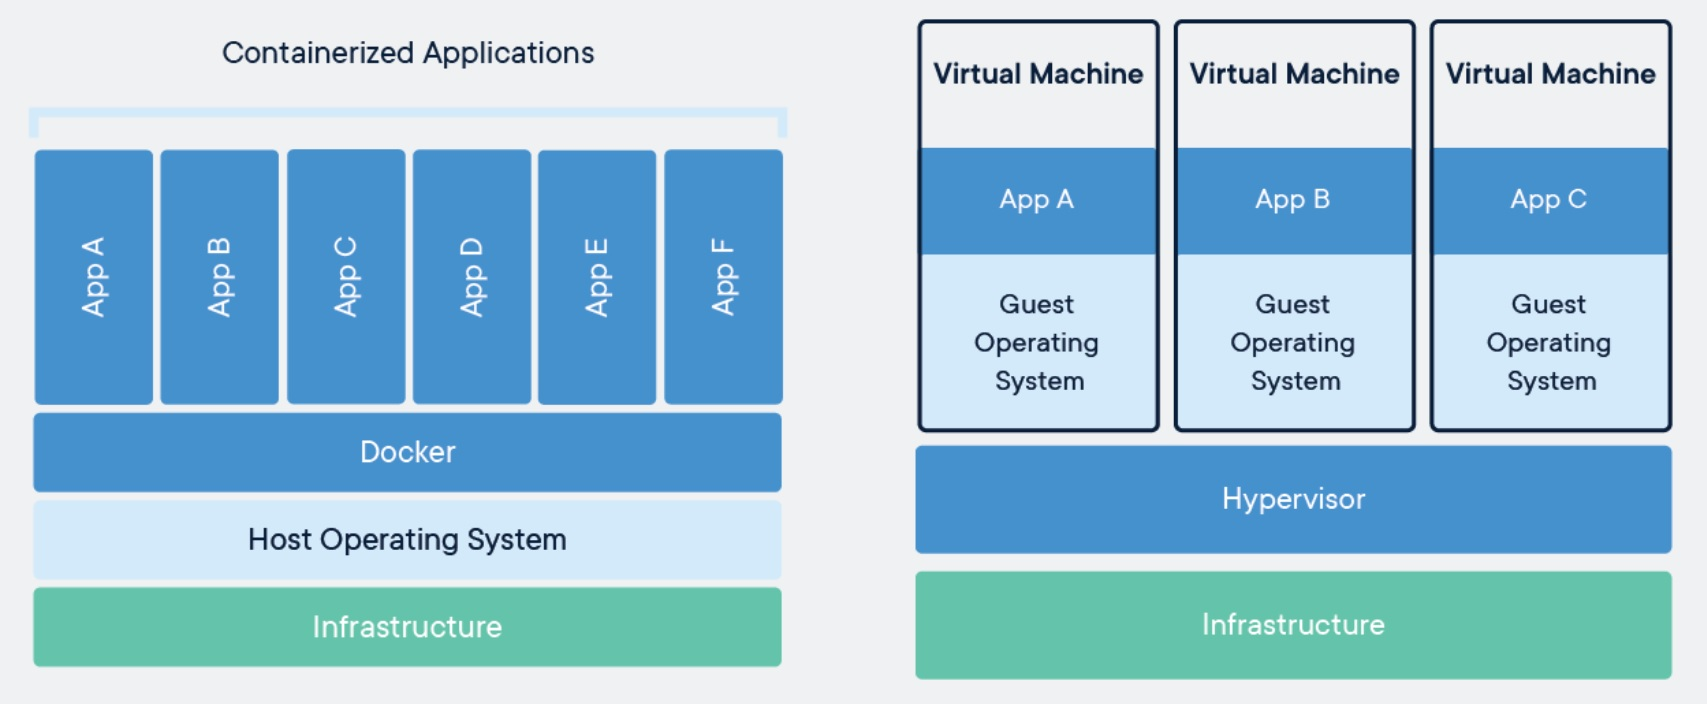 Containerized Applications
App A
App B
App C
App D
App E
App F
Docker
Host Operating System
Infrastructure
Virtual Machine
App A
Guest
Operating
System
Virtual Machine
App B
Guest
Operating
System
Virtual Machine
App C
Guest
Operating
System
Hypervisor
Infrastructure